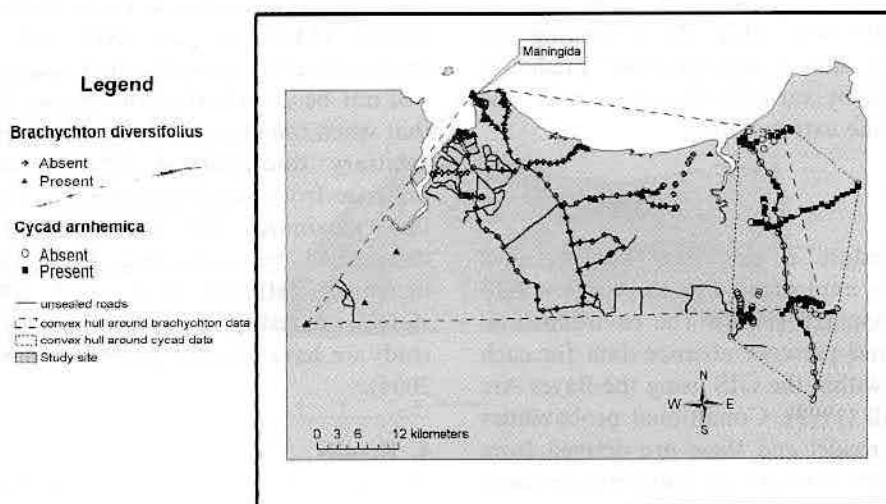 Maningida
Legend
Brachychton diversifolius
Absent
Present
Cycad arnhemica
Absent
Present
unsealed roads
convex hull around brachychton data
convex hull around cycad data
Study site
N
W E
S
0 3 6 12 kilometers